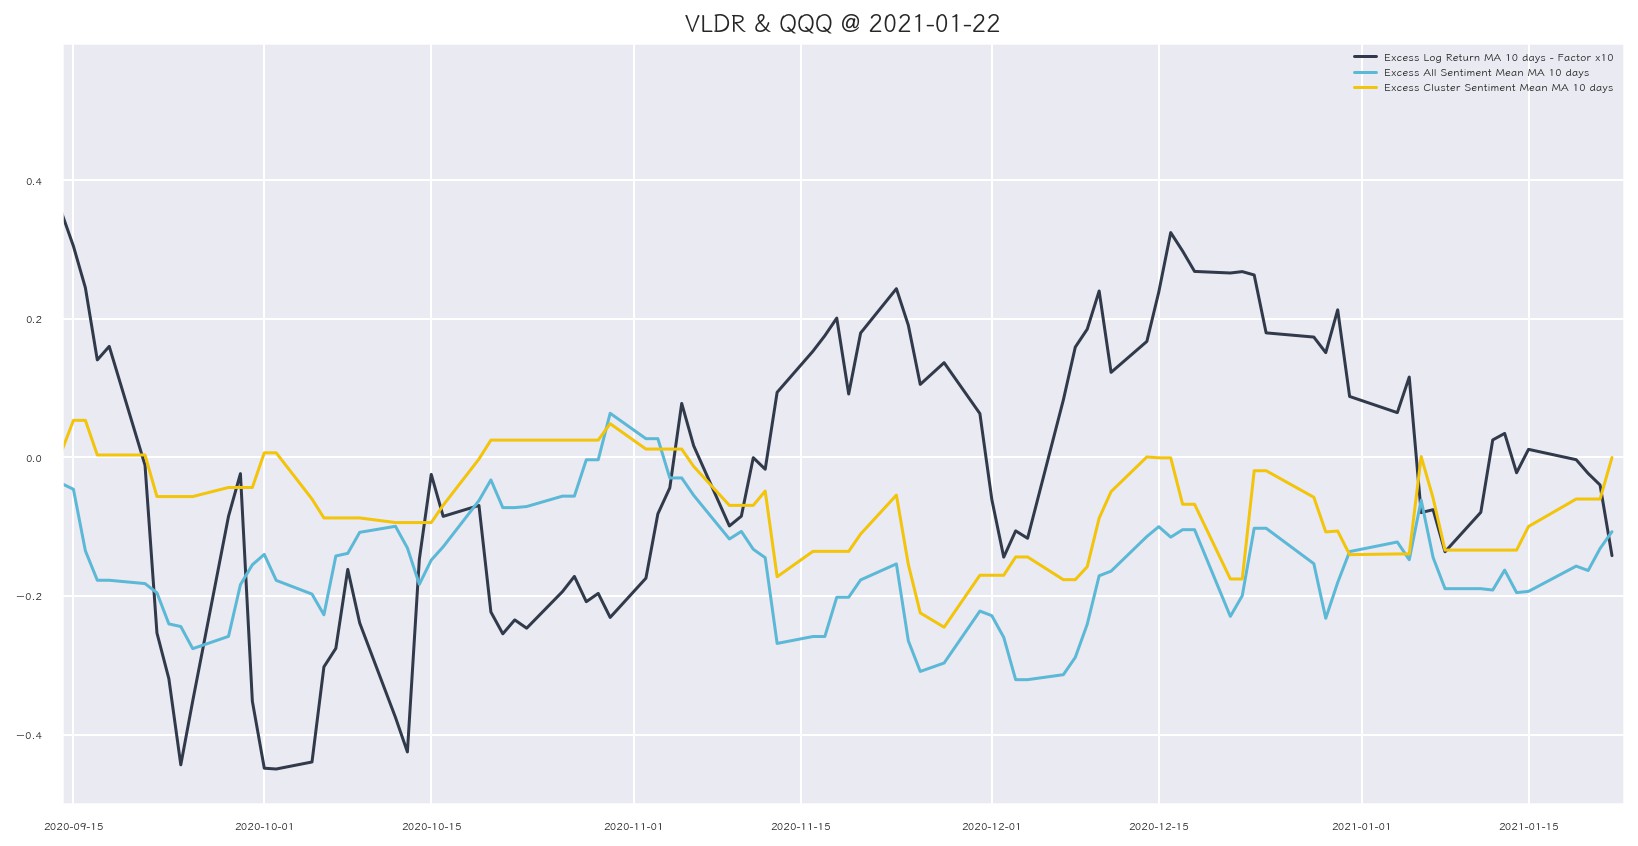 VLDR & QQQ @ 2021-01-22
Excess Log Return MA 10 days - Factor x10
Excess All Sentiment Mean MA 10 days
Excess Cluster Sentiment Mean MA 10 days
0.4
0.2
0.0
−0.2
−0.4
2020-09-15 2020-10-01 2020-10-15 2020-11-01 2020-11-15 2020-12-01 2020-12-15 2021-01-01 2021-01-15